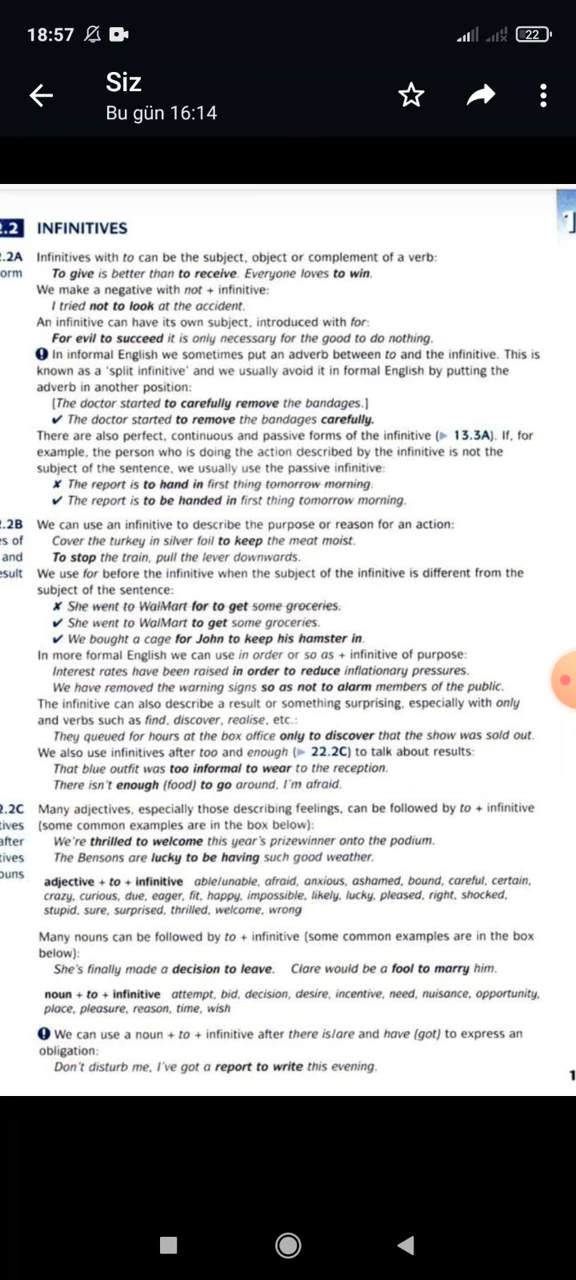 18:57
22
Siz
Bu gün 16:14
.2 INFINITIVES
.2A Infinitives with to can be the subject, object or complement of a verb:
orm To give is better than to receive. Everyone loves to win.
We make a negative with not + infinitive:
I tried not to look at the accident.
An infinitive can have its own subject, introduced with for:
For evil to succeed it is only necessary for the good to do nothing.
! In informal English we sometimes put an adverb between to and the infinitive. This is
known as a 'split infinitive' and we usually avoid it in formal English by putting the
adverb in another position:
[The doctor started to carefully remove the bandages.]
✔ The doctor started to remove the bandages carefully.
There are also perfect, continuous and passive forms of the infinitive (▶ 13.3A). If, for
example, the person who is doing the action described by the infinitive is not the
subject of the sentence, we usually use the passive infinitive:
✘ The report is to hand in first thing tomorrow morning.
✔ The report is to be handed in first thing tomorrow morning.
.2B We can use an infinitive to describe the purpose or reason for an action:
es of Cover the turkey in silver foil to keep the meat moist.
and To stop the train, pull the lever downwards.
esult We use for before the infinitive when the subject of the infinitive is different from the
subject of the sentence:
✘ She went to WalMart for to get some groceries.
✔ She went to WalMart to get some groceries.
✔ We bought a cage for John to keep his hamster in.
In more formal English we can use in order or so as + infinitive of purpose:
Interest rates have been raised in order to reduce inflationary pressures.
We have removed the warning signs so as not to alarm members of the public.
The infinitive can also describe a result or something surprising, especially with only
and verbs such as find, discover, realise, etc.:
They queued for hours at the box office only to discover that the show was sold out.
We also use infinitives after too and enough (▶ 22.2C) to talk about results:
That blue outfit was too informal to wear to the reception.
There isn't enough (food) to go around, I'm afraid.
2.2C Many adjectives, especially those describing feelings, can be followed by to + infinitive
tives (some common examples are in the box below):
after We're thrilled to welcome this year's prizewinner onto the podium.
tives The Bensons are lucky to be having such good weather.
ouns
adjective + to + infinitive able/unable, afraid, anxious, ashamed, bound, careful, certain,
crazy, curious, due, eager, fit, happy, impossible, likely, lucky, pleased, right, shocked,
stupid, sure, surprised, thrilled, welcome, wrong
Many nouns can be followed by to + infinitive (some common examples are in the box
below):
She's finally made a decision to leave. Clare would be a fool to marry him.
noun + to + infinitive attempt, bid, decision, desire, incentive, need, nuisance, opportunity,
place, pleasure, reason, time, wish
! We can use a noun + to + infinitive after there is/are and have (got) to express an
obligation:
Don't disturb me, I've got a report to write this evening.
1